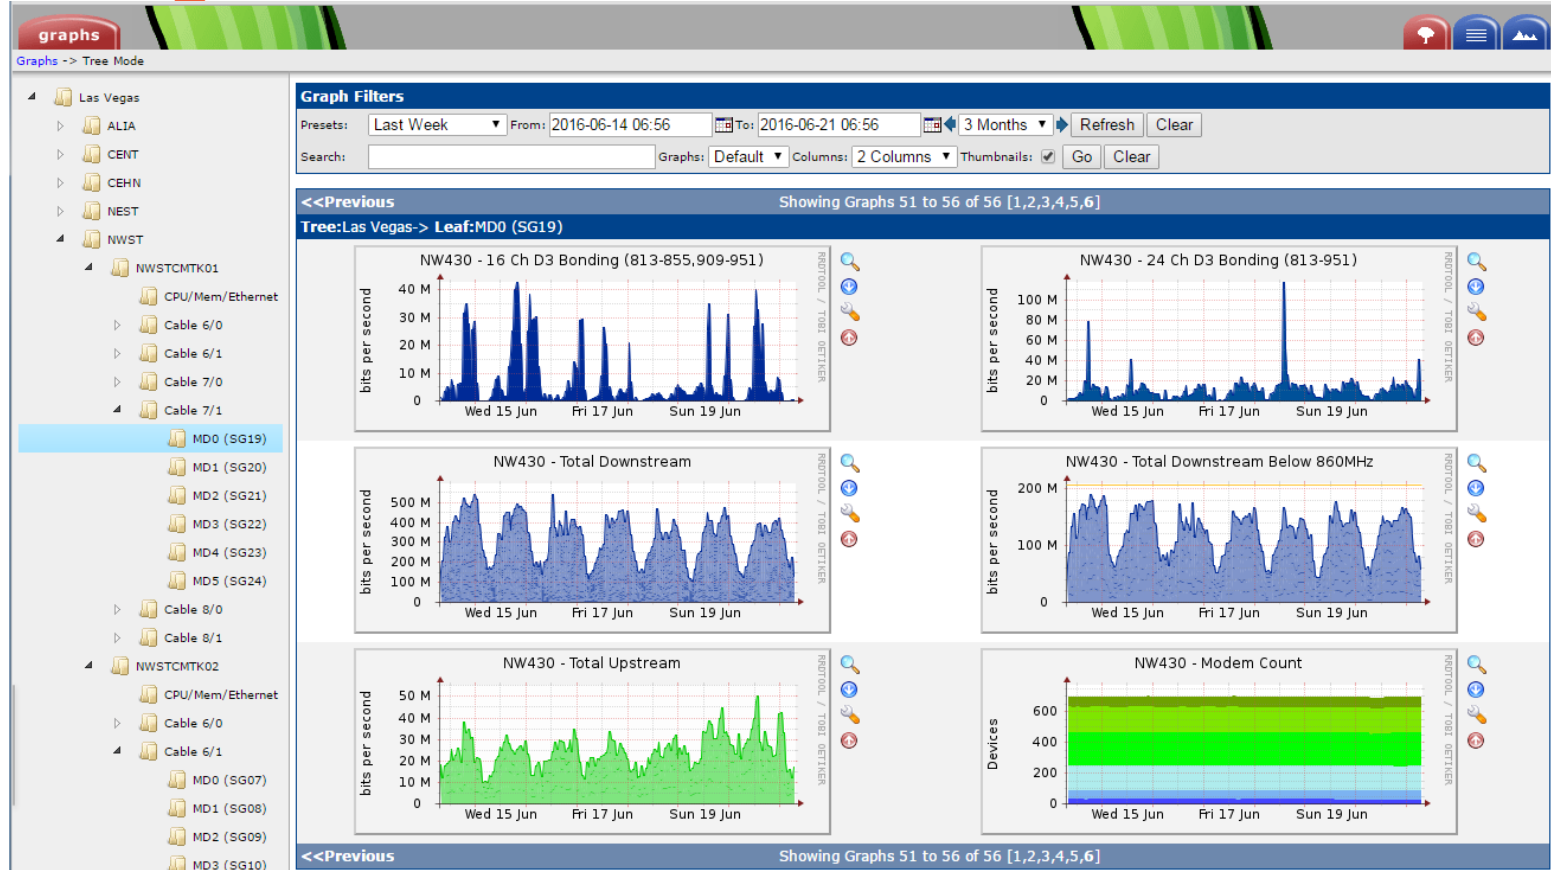 graphs
Graphs -> Tree Mode
Las Vegas
ALIA
CENT
CEHN
NEST
NWST
NWSTCMTK01
CPU/Mem/Ethernet
Cable 6/0
Cable 6/1
Cable 7/0
Cable 7/1
MD0 (SG19)
MD1 (SG20)
MD2 (SG21)
MD3 (SG22)
MD4 (SG23)
MD5 (SG24)
Cable 8/0
Cable 8/1
NWSTCMTK02
CPU/Mem/Ethernet
Cable 6/0
Cable 6/1
MD0 (SG07)
MD1 (SG08)
MD2 (SG09)
MD3 (SG10)
Graph Filters
Presets: Last Week From: 2016-06-14 06:56 To: 2016-06-21 06:56 3 Months Refresh Clear
Search: Graphs: Default Columns: 2 Columns Thumbnails: Go Clear
<<Previous Showing Graphs 51 to 56 of 56 [1,2,3,4,5,6]
Tree:Las Vegas-> Leaf:MD0 (SG19)
NW430 - 16 Ch D3 Bonding (813-855,909-951)
bits per second
40 M
30 M
20 M
10 M
0
Wed 15 Jun Fri 17 Jun Sun 19 Jun
RRDTOOL / TOBI OETIKER
NW430 - 24 Ch D3 Bonding (813-951)
bits per second
100 M
80 M
60 M
40 M
20 M
0
Wed 15 Jun Fri 17 Jun Sun 19 Jun
RRDTOOL / TOBI OETIKER
NW430 - Total Downstream
bits per second
500 M
400 M
300 M
200 M
100 M
0
Wed 15 Jun Fri 17 Jun Sun 19 Jun
RRDTOOL / TOBI OETIKER
NW430 - Total Downstream Below 860MHz
bits per second
200 M
100 M
0
Wed 15 Jun Fri 17 Jun Sun 19 Jun
RRDTOOL / TOBI OETIKER
NW430 - Total Upstream
bits per second
50 M
40 M
30 M
20 M
10 M
0
Wed 15 Jun Fri 17 Jun Sun 19 Jun
RRDTOOL / TOBI OETIKER
NW430 - Modem Count
Devices
600
400
200
0
Wed 15 Jun Fri 17 Jun Sun 19 Jun
RRDTOOL / TOBI OETIKER
<<Previous Showing Graphs 51 to 56 of 56 [1,2,3,4,5,6]